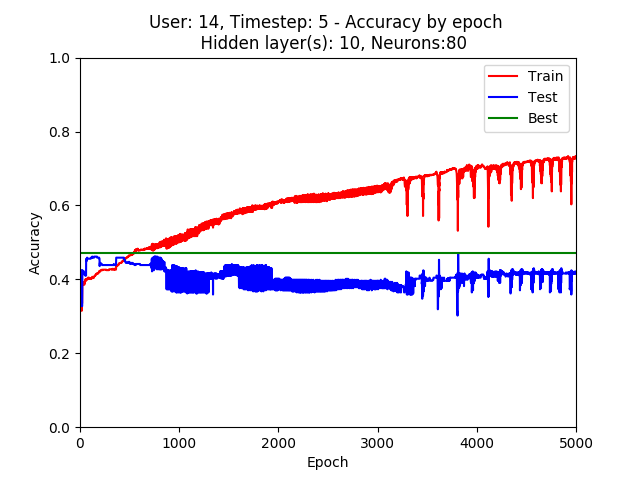 User: 14, Timestep: 5 - Accuracy by epoch
Hidden layer(s): 10, Neurons:80
1.0
0.8
0.6
0.4
0.2
0.0
Accuracy
Train
Test
Best
0 1000 2000 3000 4000 5000
Epoch